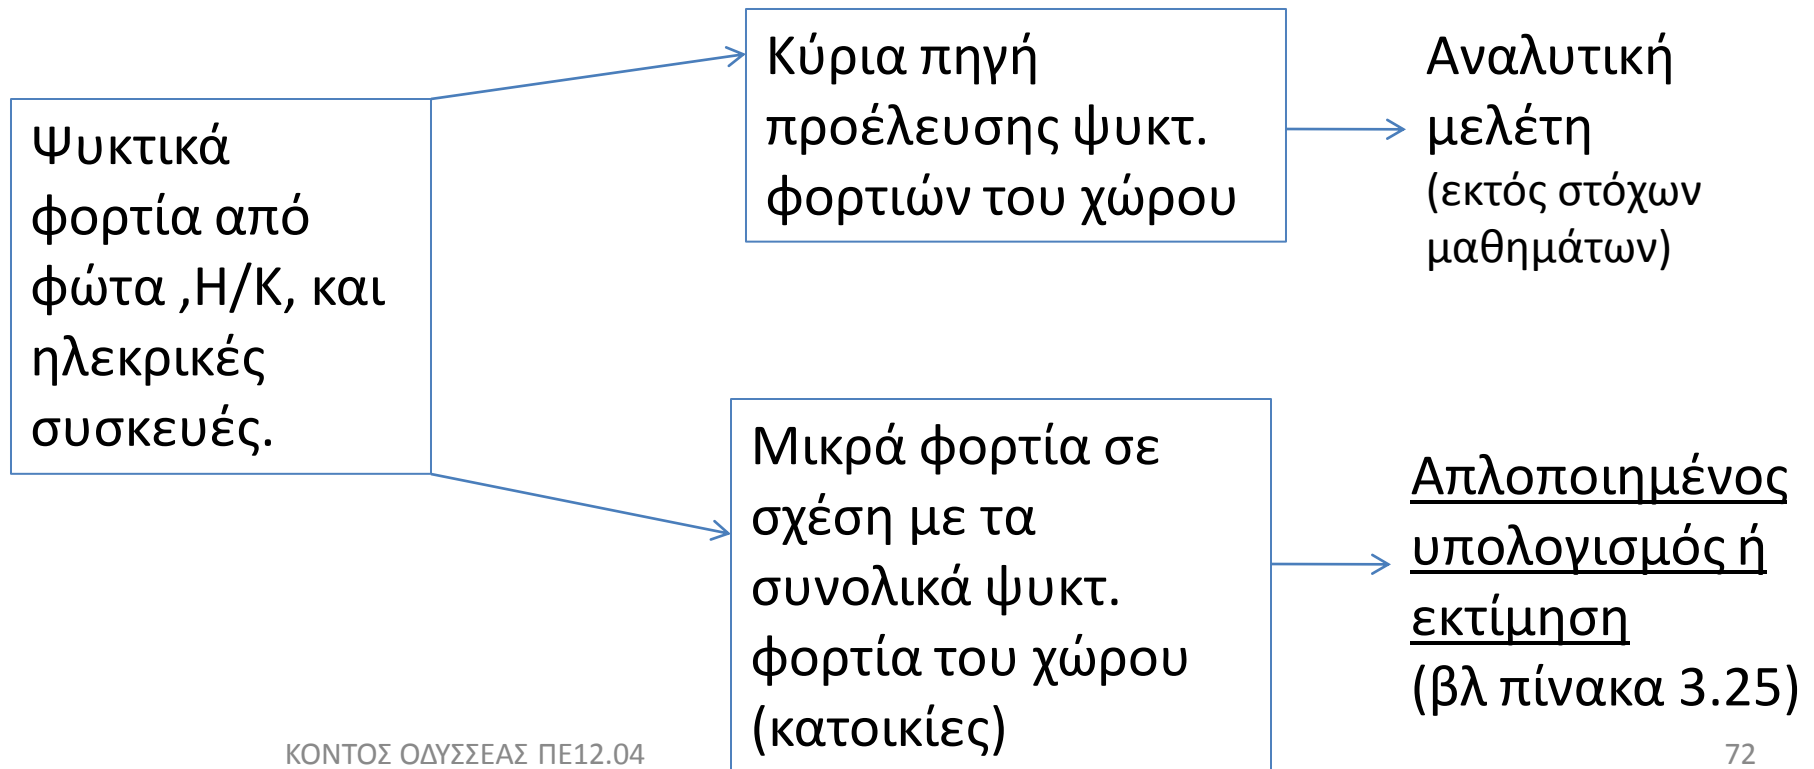 Ψυκτικά
φορτία από
φώτα ,Η/Κ, και
ηλεκρικές
συσκευές.
Κύρια πηγή
προέλευσης ψυκτ.
φορτιών του χώρου
Αναλυτική
μελέτη
(εκτός στόχων
μαθημάτων)
Μικρά φορτία σε
σχέση με τα
συνολικά ψυκτ.
φορτία του χώρου
(κατοικίες)
Απλοποιημένος
υπολογισμός ή
εκτίμηση
(βλ πίνακα 3.25)
ΚΟΝΤΟΣ ΟΔΥΣΣΕΑΣ ΠΕ12.04
72